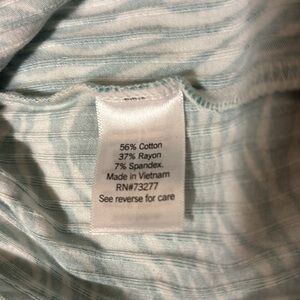 56% Cotton
37% Rayon
7% Spandex.
Made in Vietnam
RN#73277
See reverse for care